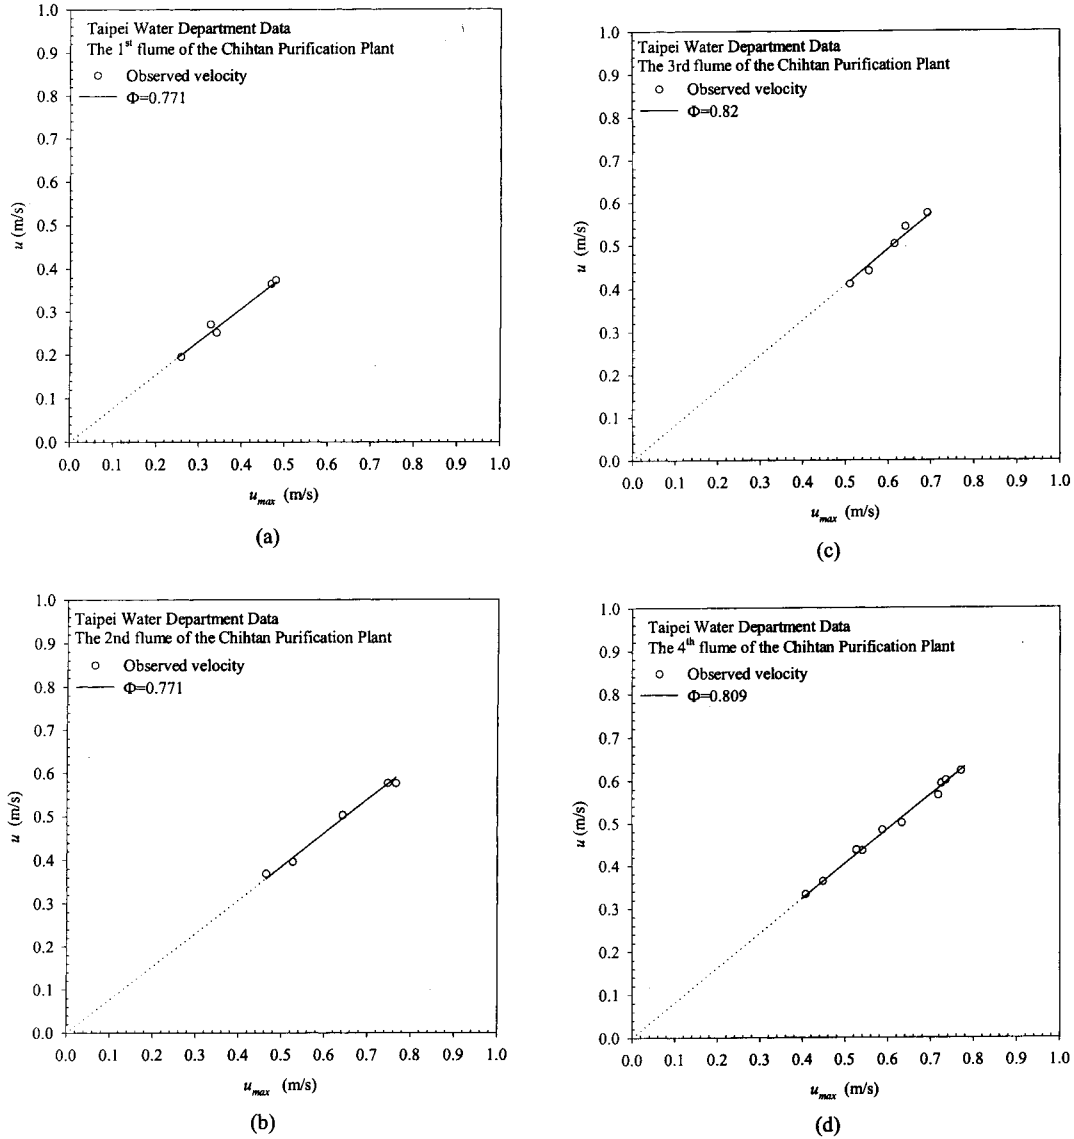 Taipei Water Department Data
The 1st flume of the Chihtan Purification Plant
Observed velocity
Φ=0.771
1.0
0.9
0.8
0.7
0.6
0.5
0.4
0.3
0.2
0.1
0.0
u (m/s)
0.0 0.1 0.2 0.3 0.4 0.5 0.6 0.7 0.8 0.9 1.0
umax (m/s)
(a)
Taipei Water Department Data
The 3rd flume of the Chihtan Purification Plant
Observed velocity
Φ=0.82
1.0
0.9
0.8
0.7
0.6
0.5
0.4
0.3
0.2
0.1
0.0
u (m/s)
0.0 0.1 0.2 0.3 0.4 0.5 0.6 0.7 0.8 0.9 1.0
umax (m/s)
(c)
Taipei Water Department Data
The 2nd flume of the Chihtan Purification Plant
Observed velocity
Φ=0.771
1.0
0.9
0.8
0.7
0.6
0.5
0.4
0.3
0.2
0.1
0.0
u (m/s)
0.0 0.1 0.2 0.3 0.4 0.5 0.6 0.7 0.8 0.9 1.0
umax (m/s)
(b)
Taipei Water Department Data
The 4th flume of the Chihtan Purification Plant
Observed velocity
Φ=0.809
1.0
0.9
0.8
0.7
0.6
0.5
0.4
0.3
0.2
0.1
0.0
u (m/s)
0.0 0.1 0.2 0.3 0.4 0.5 0.6 0.7 0.8 0.9 1.0
umax (m/s)
(d)